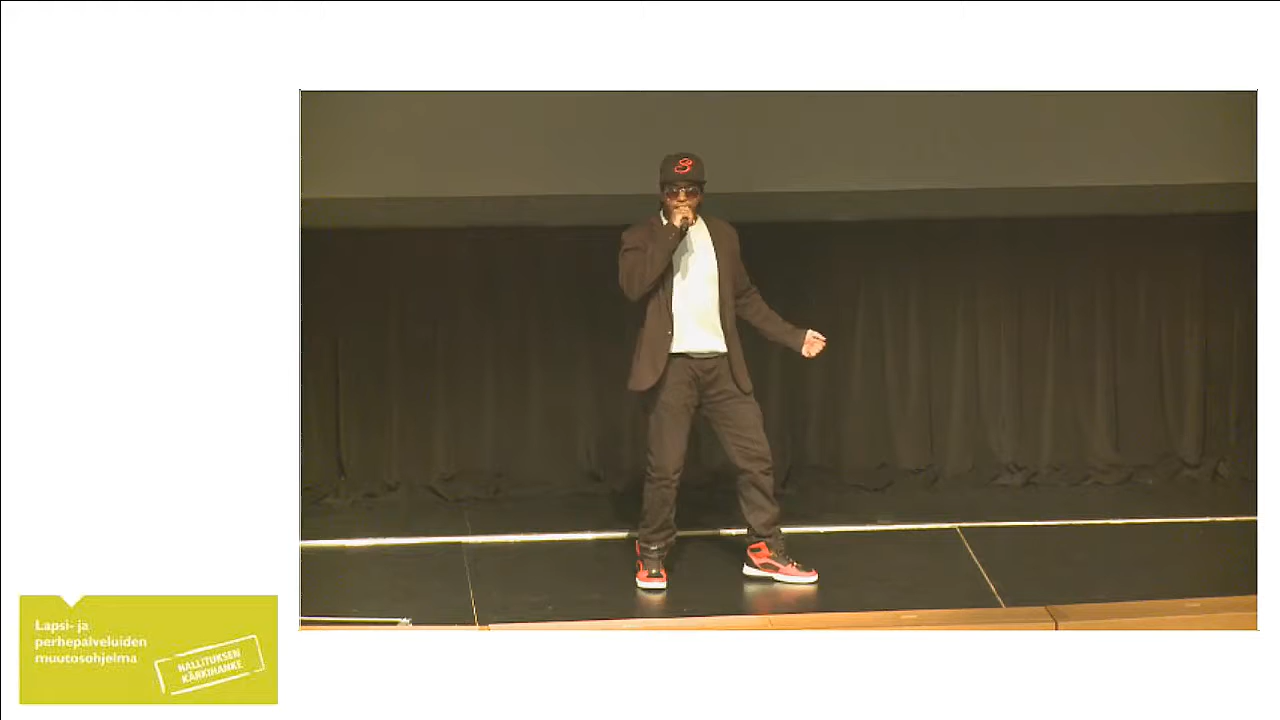 Lapsi- ja
perhepalveluiden
muutosohjelma
HALLITUKSEN
KÄRKIHANKE